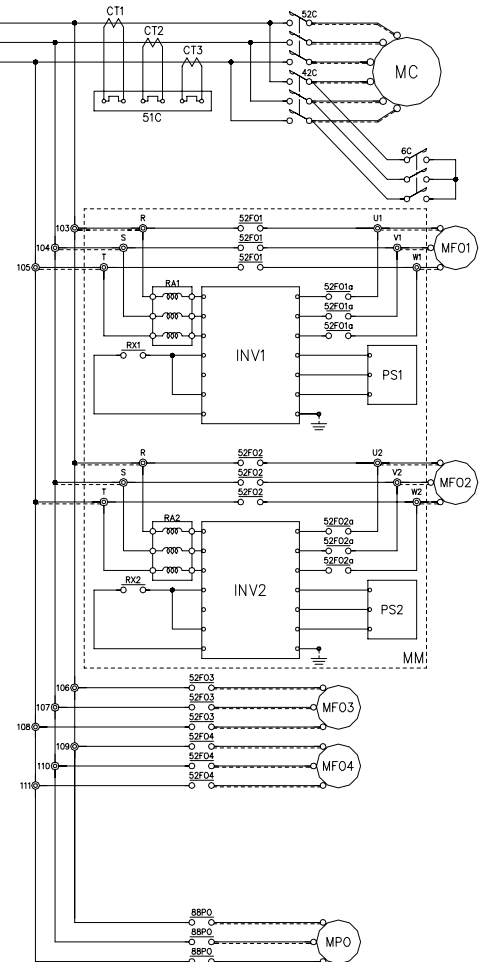 CT1
CT2
CT3
51C
52C
42C
MC
6C
103
R
52F01
U1
104
S
52F01
V1
MF01
105
T
52F01
W1
RA1
52F01a
52F01a
52F01a
RX1
INV1
PS1
R
52F02
U2
S
52F02
V2
MF02
T
52F02
W2
RA2
52F02a
52F02a
52F02a
RX2
INV2
PS2
MM
106
52F03
107
52F03
MF03
108
52F03
109
52F04
110
52F04
MF04
111
52F04
88P0
88P0
MP0
88P0